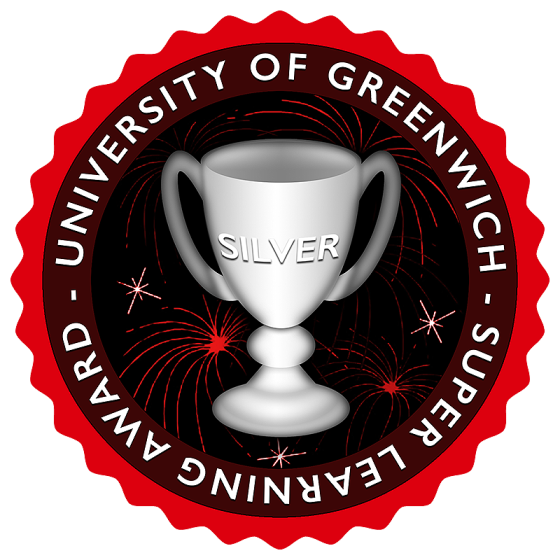 UNIVERSITY OF GREENWICH - SUPER LEARNING AWARD -
SILVER